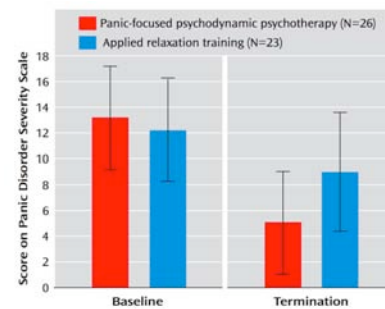 Panic-focused psychodynamic psychotherapy (N=26)
Applied relaxation training (N=23)
Score on Panic Disorder Severity Scale
18
16
14
12
10
8
6
4
2
0
Baseline
Termination